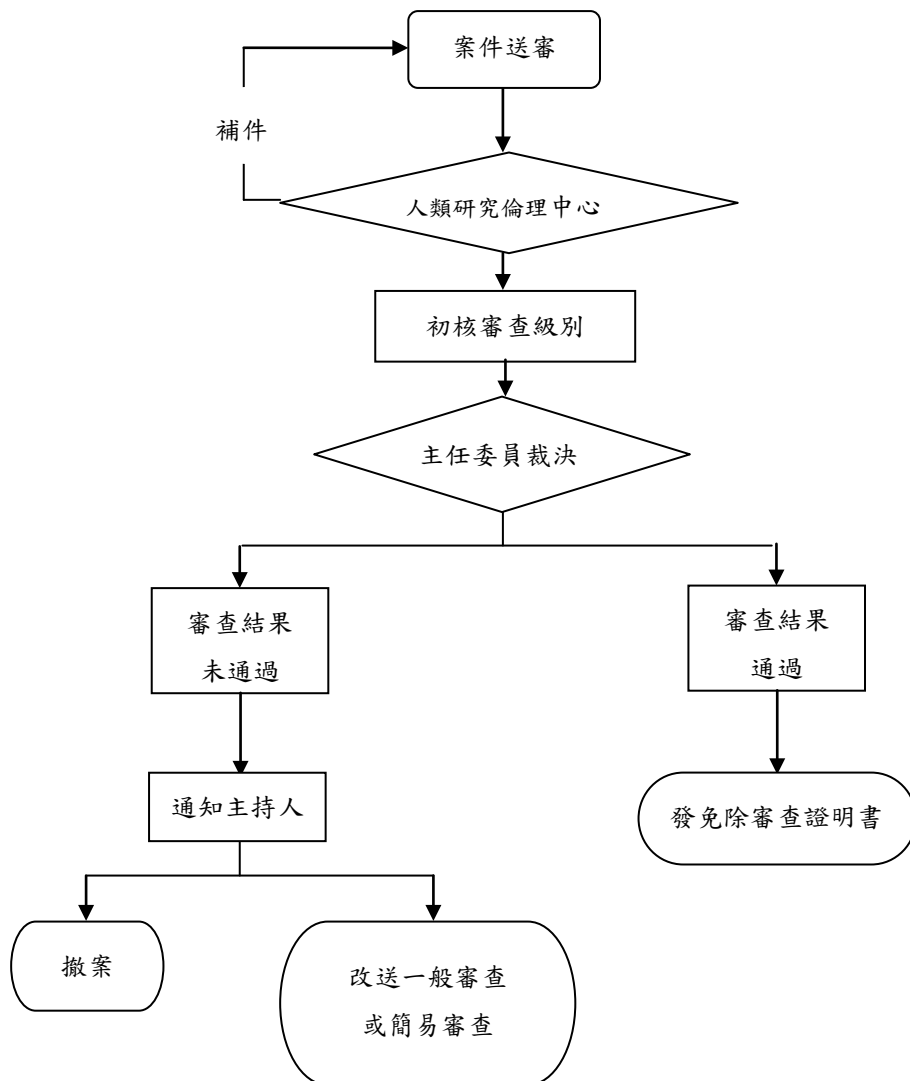 案件送審
補件
人類研究倫理中心
初核審查級別
主任委員裁決
審查結果
未通過
審查結果
通過
通知主持人
發免除審查證明書
撤案
改送一般審查
或簡易審查